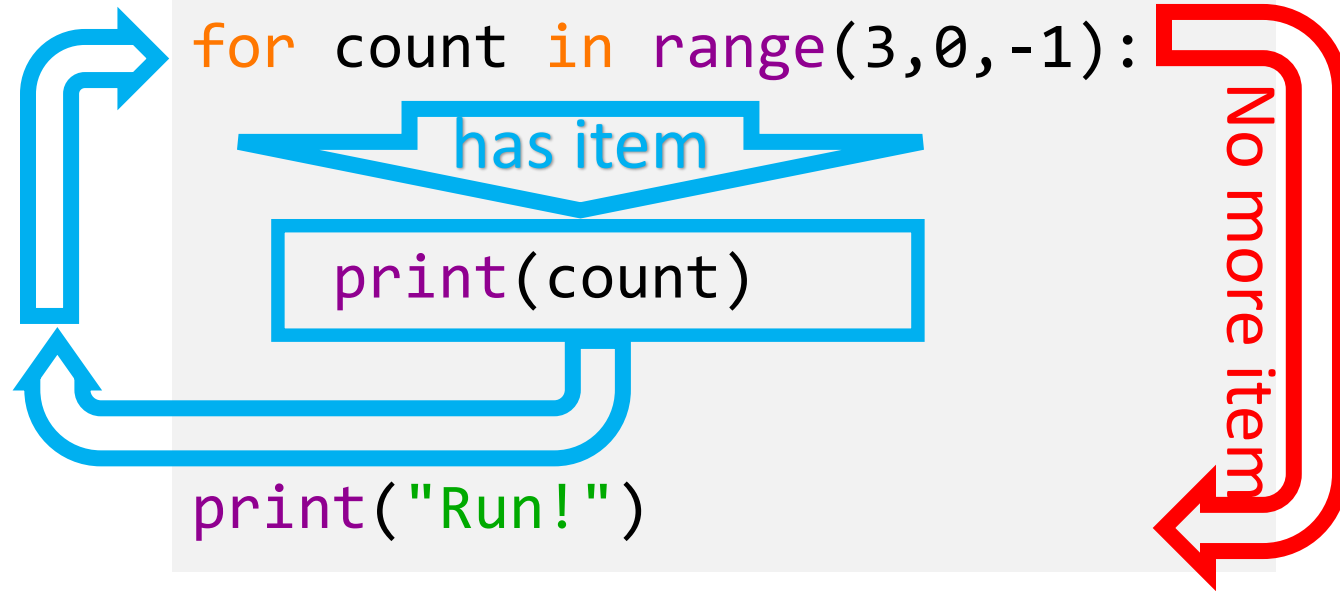 for count in range(3,0,-1):
has item
print(count)
No more item
print("Run!")